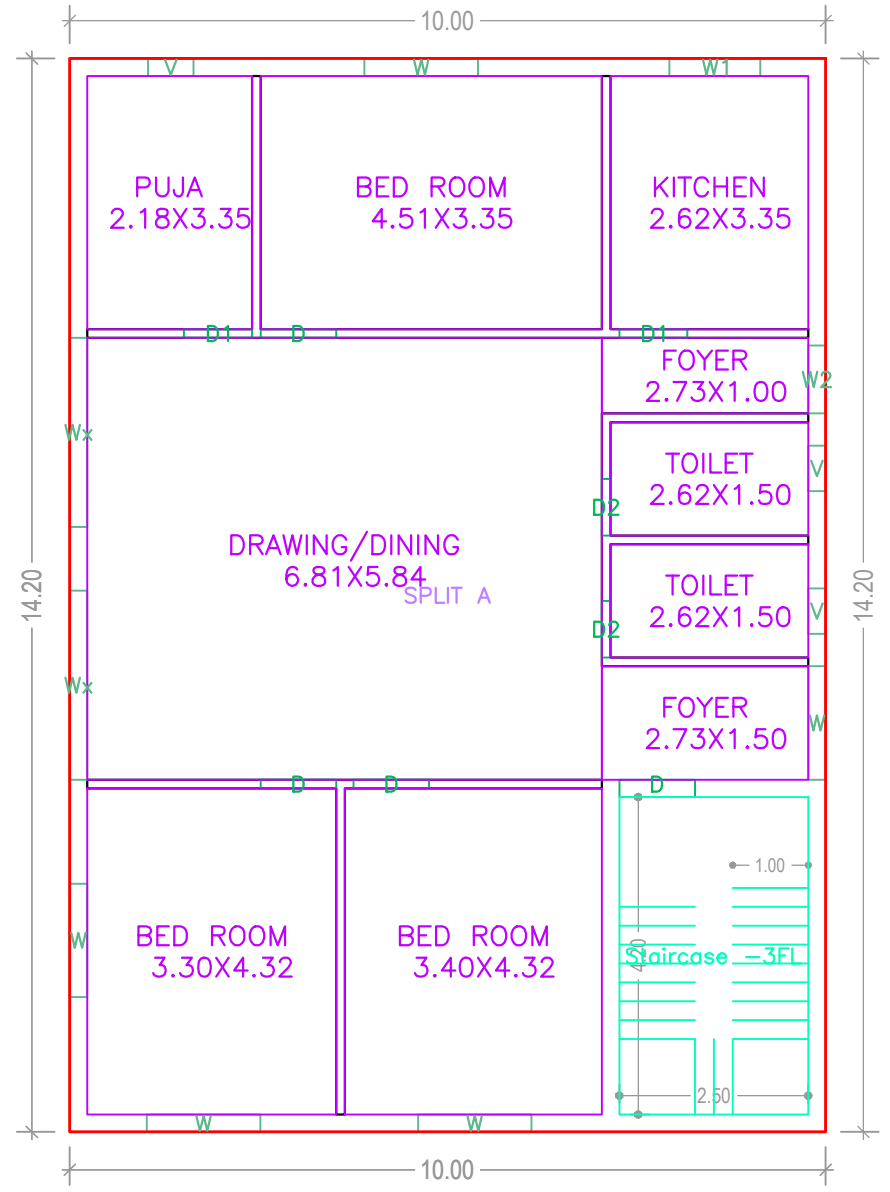 10.00
V W W1
PUJA BED ROOM KITCHEN
2.18X3.35 4.51X3.35 2.62X3.35
D1 D D1
FOYER
2.73X1.00
W2
Wx
TOILET
2.62X1.50
V
D2
DRAWING/DINING
6.81X5.84
SPLIT A
14.20
14.20
TOILET
2.62X1.50
V
D2
Wx
FOYER
2.73X1.50
W
D D D
1.00
BED ROOM BED ROOM
3.30X4.32 3.40X4.32
W
4.20
Staircase -3FL
2.50
W W
10.00